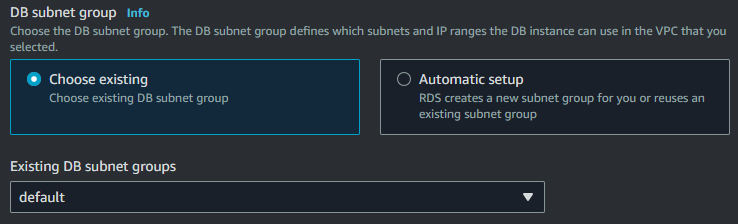 DB subnet group Info
Choose the DB subnet group. The DB subnet group defines which subnets and IP ranges the DB instance can use in the VPC that you
selected.
Choose existing
Choose existing DB subnet group
Automatic setup
RDS creates a new subnet group for you or reuses an
existing subnet group
Existing DB subnet groups
default